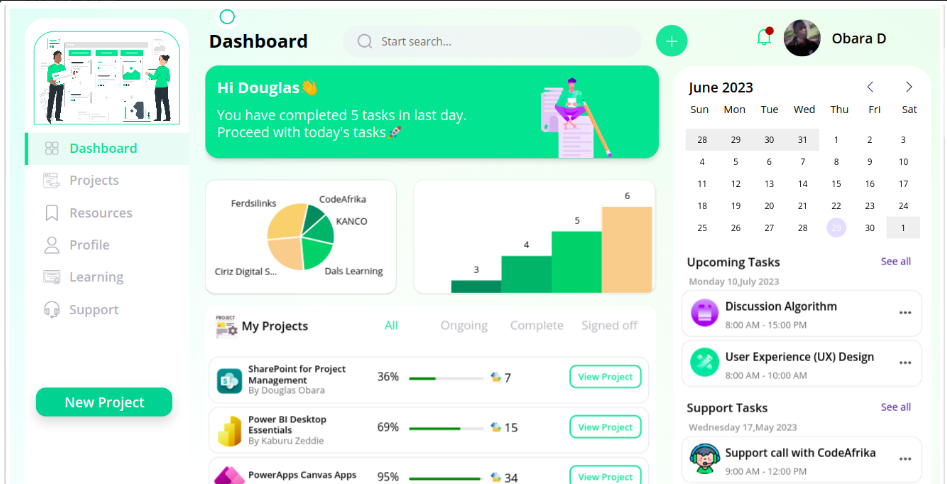 Dashboard
Start search...
+
Obara D
Dashboard
Projects
Resources
Profile
Learning
Support
New Project
Hi Douglas👋
You have completed 5 tasks in last day.
Proceed with today's tasks🚀
Ferdsilinks
CodeAfrika
KANCO
Ciriz Digital S...
Dals Learning
3
4
5
6
PROJECT
My Projects
All Ongoing Complete Signed off
SharePoint for Project
Management
By Douglas Obara
36%
7
View Project
Power BI Desktop
Essentials
By Kaburu Zeddie
69%
15
View Project
PowerApps Canvas Apps
95%
34
View Project
June 2023
Sun Mon Tue Wed Thu Fri Sat
28 29 30 31 1 2 3
4 5 6 7 8 9 10
11 12 13 14 15 16 17
18 19 20 21 22 23 24
25 26 27 28 29 30 1
Upcoming Tasks See all
Monday 10,July 2023
Discussion Algorithm
8:00 AM - 15:00 PM
User Experience (UX) Design
8:00 AM - 10:00 AM
Support Tasks See all
Wednesday 17,May 2023
Support call with CodeAfrika
9:00 AM - 12:00 PM